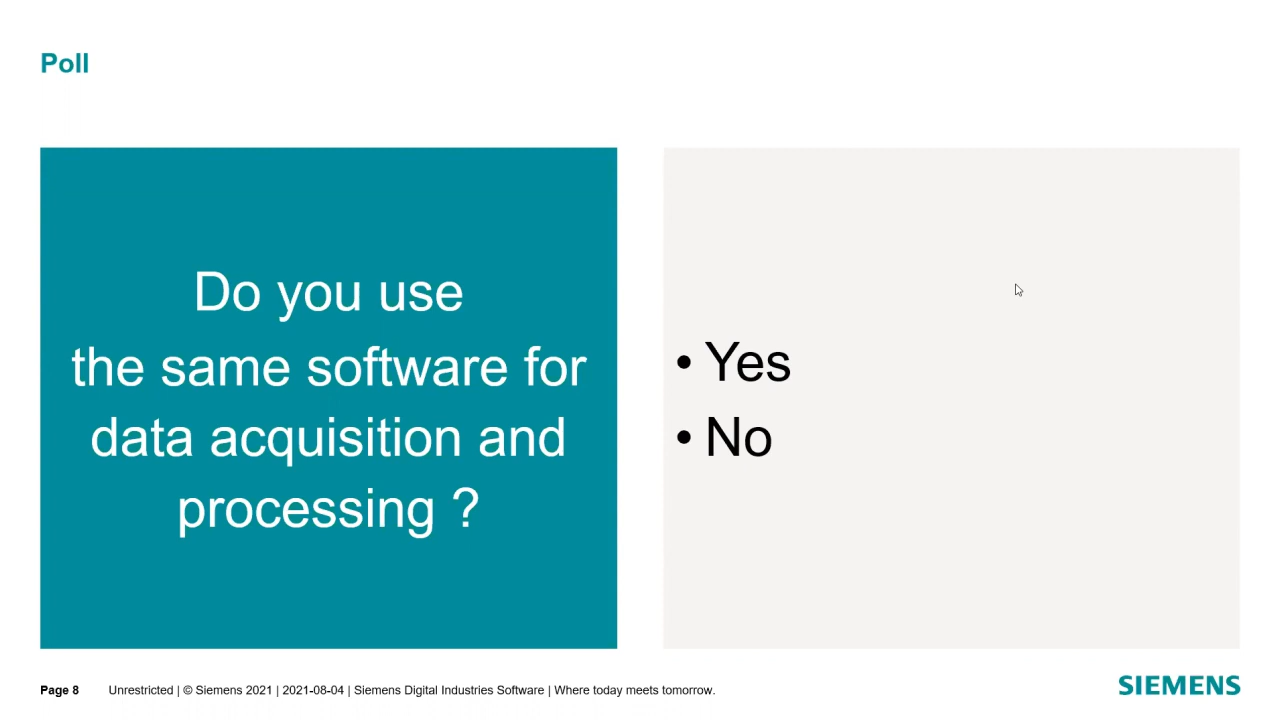 Poll
Do you use
the same software for
data acquisition and
processing ?
• Yes
• No
Page 8 Unrestricted | © Siemens 2021 | 2021-08-04 | Siemens Digital Industries Software | Where today meets tomorrow.
SIEMENS